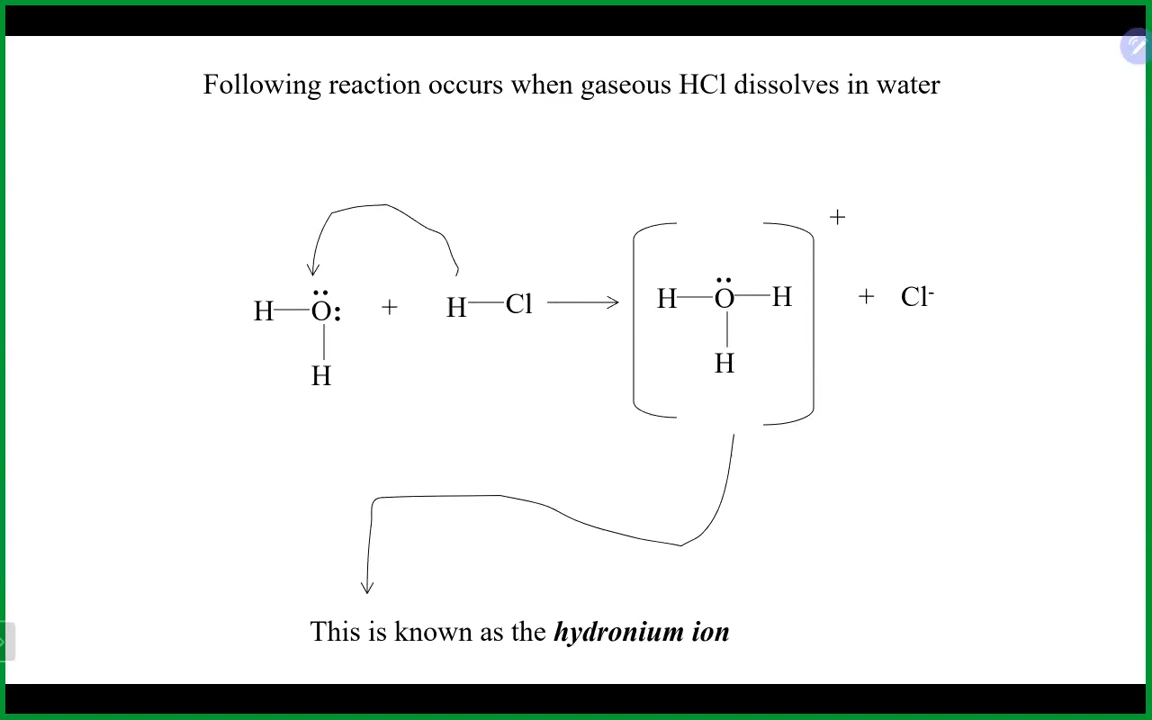 Following reaction occurs when gaseous HCl dissolves in water
+
H—O: + H—Cl H—O—H + Cl-
H H
This is known as the hydronium ion